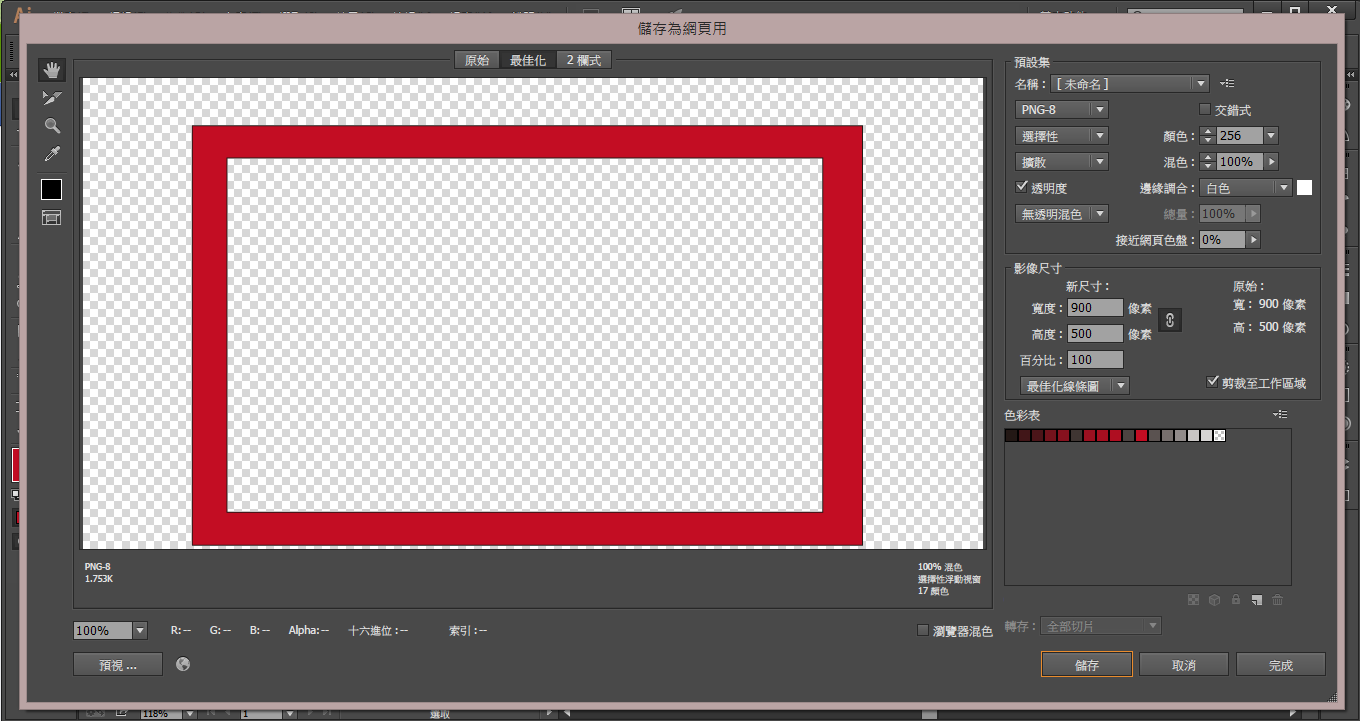 Ai
儲存為網頁用
原始 最佳化 2 欄式
預設集
名稱： [ 未命名 ]
PNG-8 交錯式
選擇性 顏色： 256
擴散 混色： 100%
透明度 邊緣調合： 白色
無透明混色 總量： 100%
接近網頁色盤： 0%
影像尺寸
新尺寸： 原始：
寬度： 900 像素 寬： 900 像素
高度： 500 像素 高： 500 像素
百分比： 100
最佳化線條圖 剪裁至工作區域
色彩表
PNG-8 100% 混色
1.753K 選擇性浮動視窗
17 顏色
100% R: -- G: -- B: -- Alpha: -- 十六進位 : -- 索引 : -- 瀏覽器混色 轉存： 全部切片
預視 ... 儲存 取消 完成
118% 1 選取